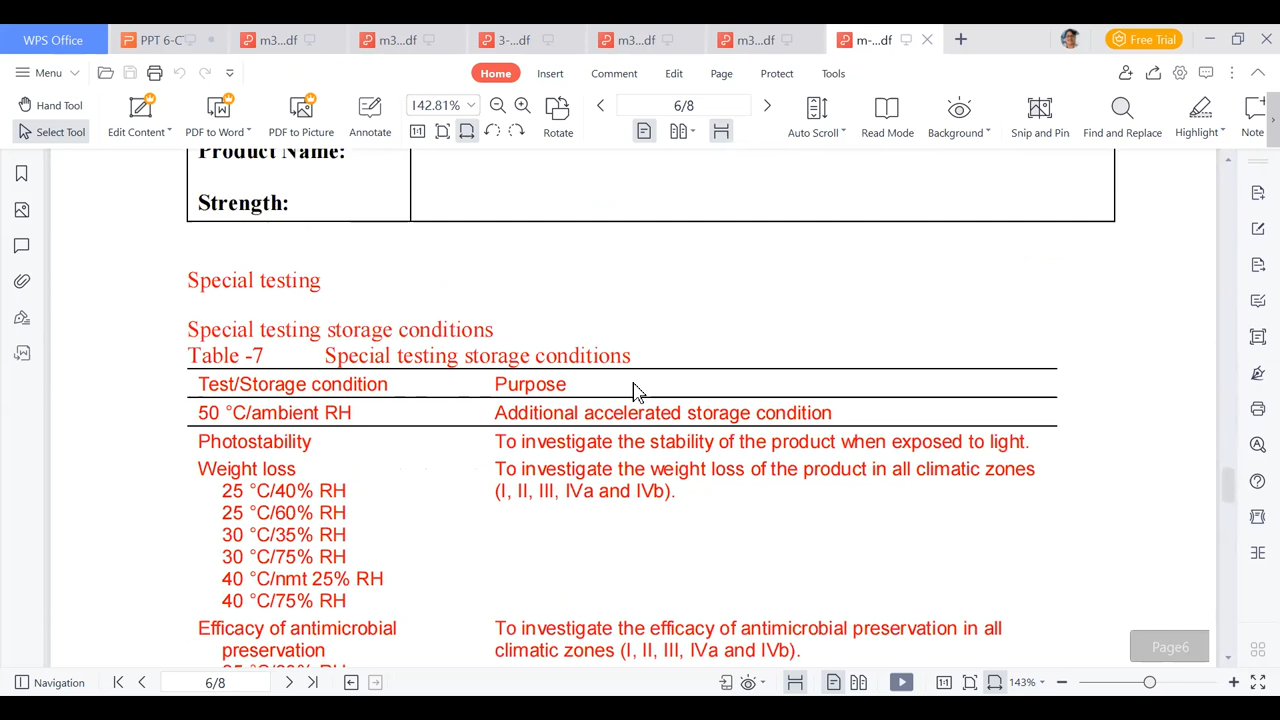 WPS Office
PPT 6-C
m3...df
m3...df
3-...df
m3...df
m3...df
m-...df
Free Trial
Menu
Home
Insert
Comment
Edit
Page
Protect
Tools
Hand Tool
Select Tool
Edit Content
PDF to Word
PDF to Picture
Annotate
142.81%
Rotate
6/8
Auto Scroll
Read Mode
Background
Snip and Pin
Find and Replace
Highlight
Note
Product Name:
Strength:
Special testing
Special testing storage conditions
Table -7 Special testing storage conditions
Test/Storage condition Purpose
50 °C/ambient RH Additional accelerated storage condition
Photostability To investigate the stability of the product when exposed to light.
Weight loss To investigate the weight loss of the product in all climatic zones
25 °C/40% RH (I, II, III, IVa and IVb).
25 °C/60% RH
30 °C/35% RH
30 °C/75% RH
40 °C/nmt 25% RH
40 °C/75% RH
Efficacy of antimicrobial To investigate the efficacy of antimicrobial preservation in all
preservation climatic zones (I, II, III, IVa and IVb).
Page6
Navigation
6/8
143%